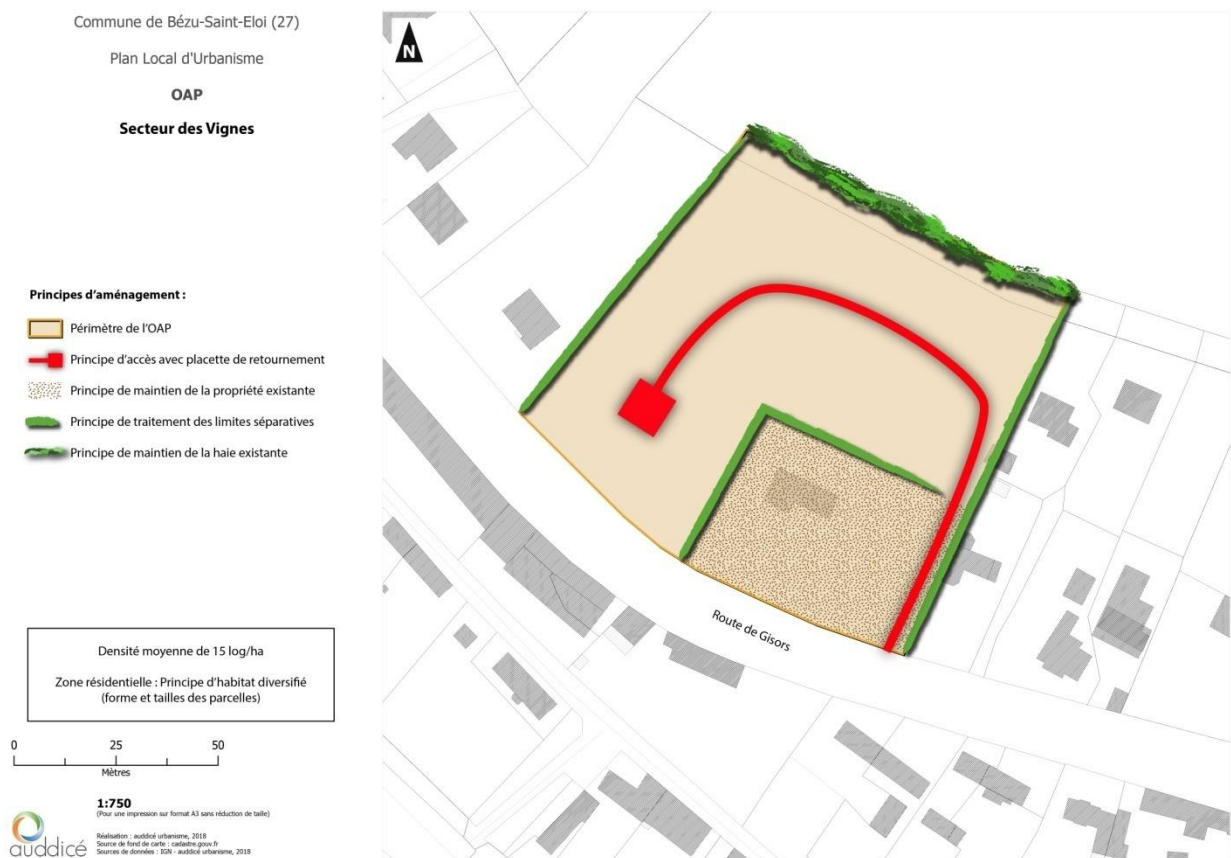 Commune de Bézu-Saint-Eloi (27)
Plan Local d'Urbanisme
OAP
Secteur des Vignes
Principes d'aménagement :
Périmètre de l'OAP
Principe d'accès avec placette de retournement
Principe de maintien de la propriété existante
Principe de traitement des limites séparatives
Principe de maintien de la haie existante
Densité moyenne de 15 log/ha
Zone résidentielle : Principe d'habitat diversifié
(forme et tailles des parcelles)
0 25 50
Mètres
1:750
(Pour une impression sur format A3 sans réduction de taille)
Réalisation : auddicé urbanisme, 2018
Source de fond de carte : cadastre.gouv.fr
Sources de données : IGN - auddicé urbanisme, 2018
auddicé
N
Route de Gisors